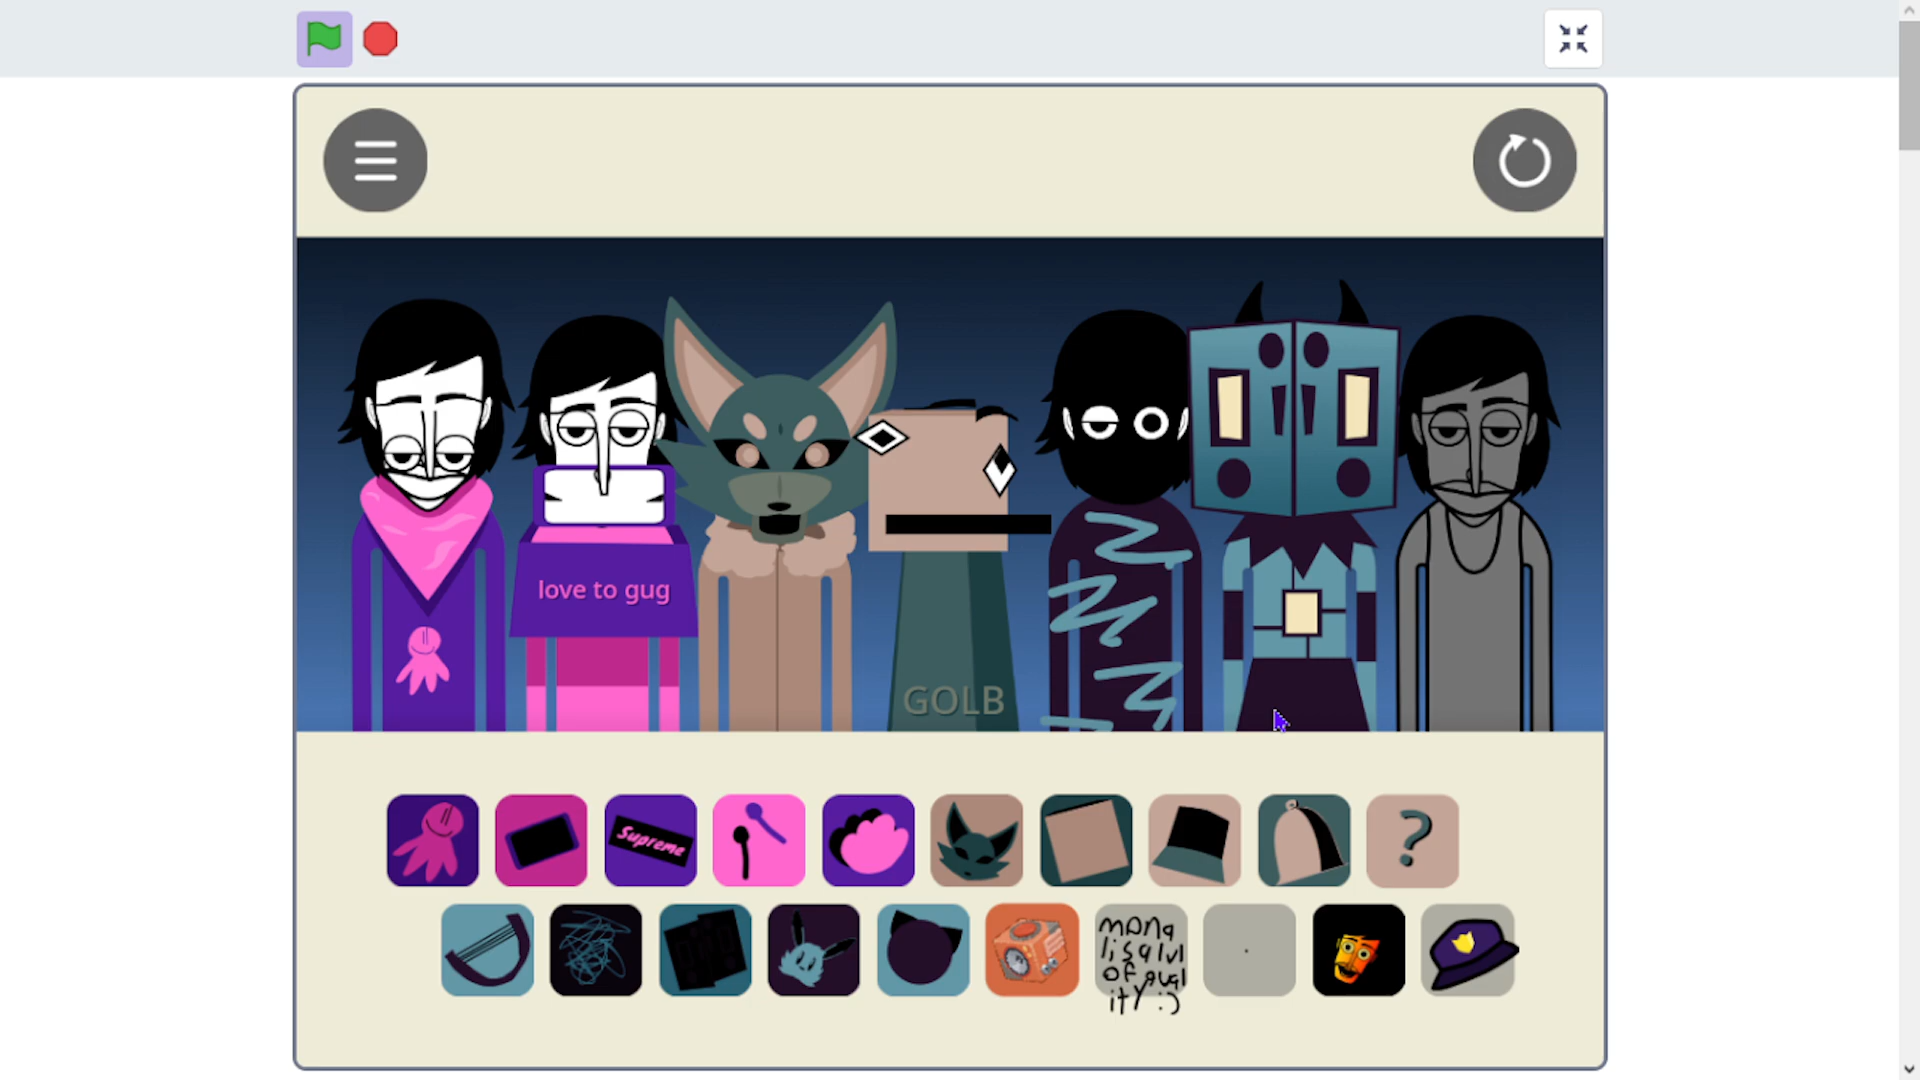 love to gug
GOLB
Supreme
?
mona
lisa lvl
of qual
ity :)